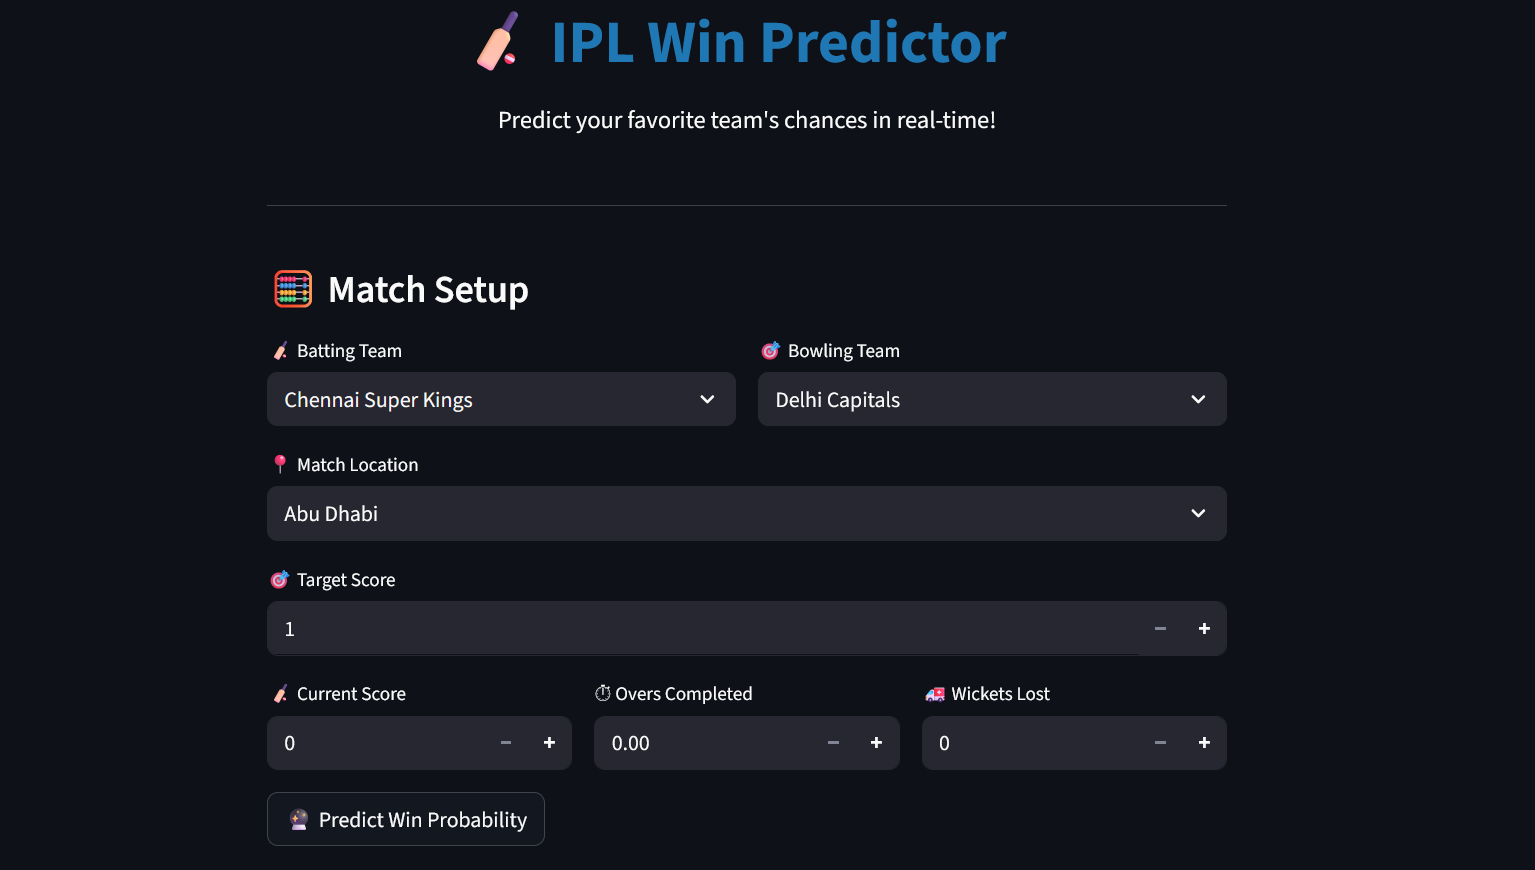 IPL Win Predictor
Predict your favorite team's chances in real-time!
Match Setup
Batting Team
Bowling Team
Chennai Super Kings
Delhi Capitals
Match Location
Abu Dhabi
Target Score
1
Current Score
Overs Completed
Wickets Lost
0
0.00
0
Predict Win Probability